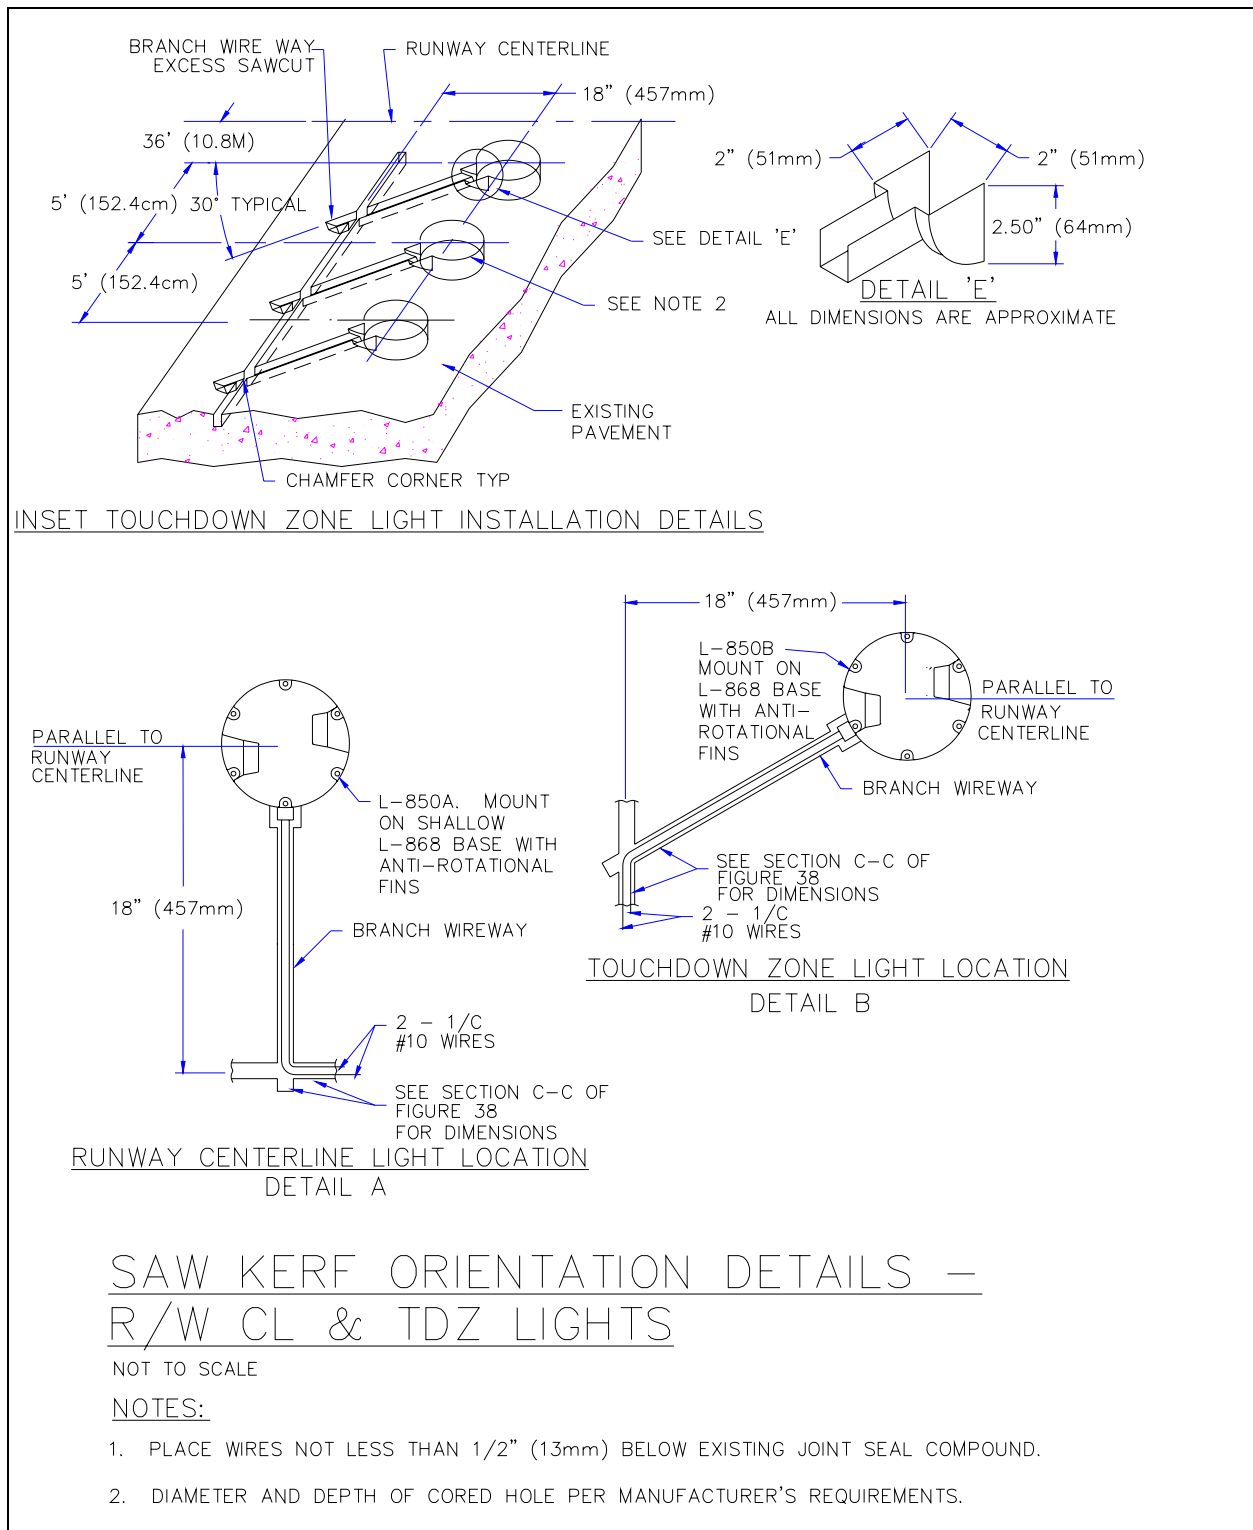 BRANCH WIRE WAY
EXCESS SAWCUT
RUNWAY CENTERLINE
18" (457mm)
36' (10.8M)
5' (152.4cm)
30° TYPICAL
5' (152.4cm)
SEE DETAIL 'E'
SEE NOTE 2
EXISTING
PAVEMENT
CHAMFER CORNER TYP
INSET TOUCHDOWN ZONE LIGHT INSTALLATION DETAILS
2" (51mm)
2" (51mm)
2.50" (64mm)
DETAIL 'E'
ALL DIMENSIONS ARE APPROXIMATE
PARALLEL TO
RUNWAY
CENTERLINE
L-850A. MOUNT
ON SHALLOW
L-868 BASE WITH
ANTI-ROTATIONAL
FINS
18" (457mm)
BRANCH WIREWAY
2 - 1/C
#10 WIRES
SEE SECTION C-C OF
FIGURE 38
FOR DIMENSIONS
RUNWAY CENTERLINE LIGHT LOCATION
DETAIL A
18" (457mm)
L-850B
MOUNT ON
L-868 BASE
WITH ANTI-
ROTATIONAL
FINS
PARALLEL TO
RUNWAY
CENTERLINE
BRANCH WIREWAY
SEE SECTION C-C OF
FIGURE 38
FOR DIMENSIONS
2 - 1/C
#10 WIRES
TOUCHDOWN ZONE LIGHT LOCATION
DETAIL B
SAW KERF ORIENTATION DETAILS -
R/W CL & TDZ LIGHTS
NOT TO SCALE
NOTES:
1. PLACE WIRES NOT LESS THAN 1/2" (13mm) BELOW EXISTING JOINT SEAL COMPOUND.
2. DIAMETER AND DEPTH OF CORED HOLE PER MANUFACTURER'S REQUIREMENTS.